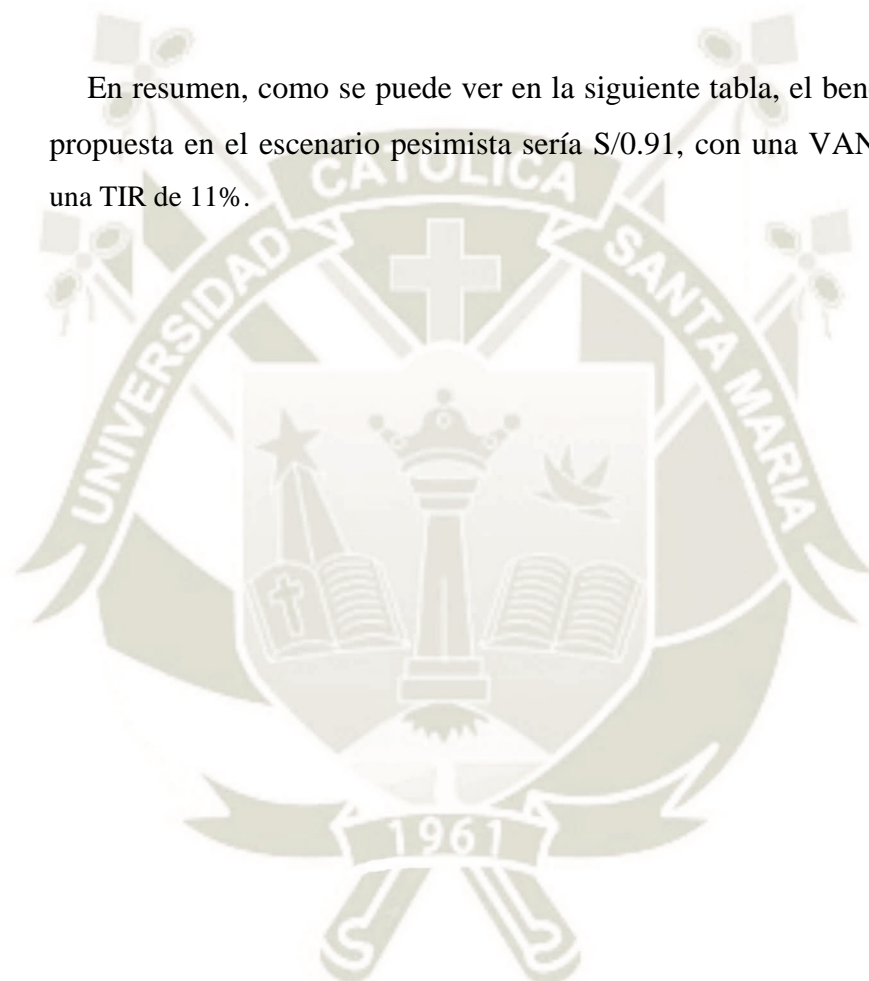 En resumen, como se puede ver en la siguiente tabla, el
propuesta en el escenario pesimista sería S/0.91, con una VAN
una TIR de 11%.
CATOLICA
UNIVERSIDAD
SANTA MARIA
1961